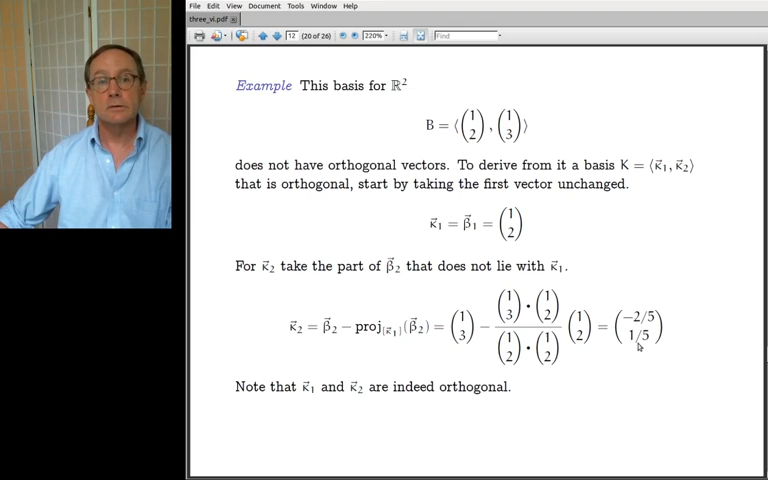 File Edit View Document Tools Window Help
three_vi.pdf
12 (20 of 26) 220% Find
Example This basis for ℝ²
B = ⟨(1 2), (1 3)⟩
does not have orthogonal vectors. To derive from it a basis K = ⟨κ⃗₁, κ⃗₂⟩
that is orthogonal, start by taking the first vector unchanged.
κ⃗₁ = β⃗₁ = (1 2)
For κ⃗₂ take the part of β⃗₂ that does not lie with κ⃗₁.
κ⃗₂ = β⃗₂ − proj[κ⃗₁](β⃗₂) = (1 3) − ((1 3) • (1 2)) / ((1 2) • (1 2)) (1 2) = (−2/5 1/5)
Note that κ⃗₁ and κ⃗₂ are indeed orthogonal.